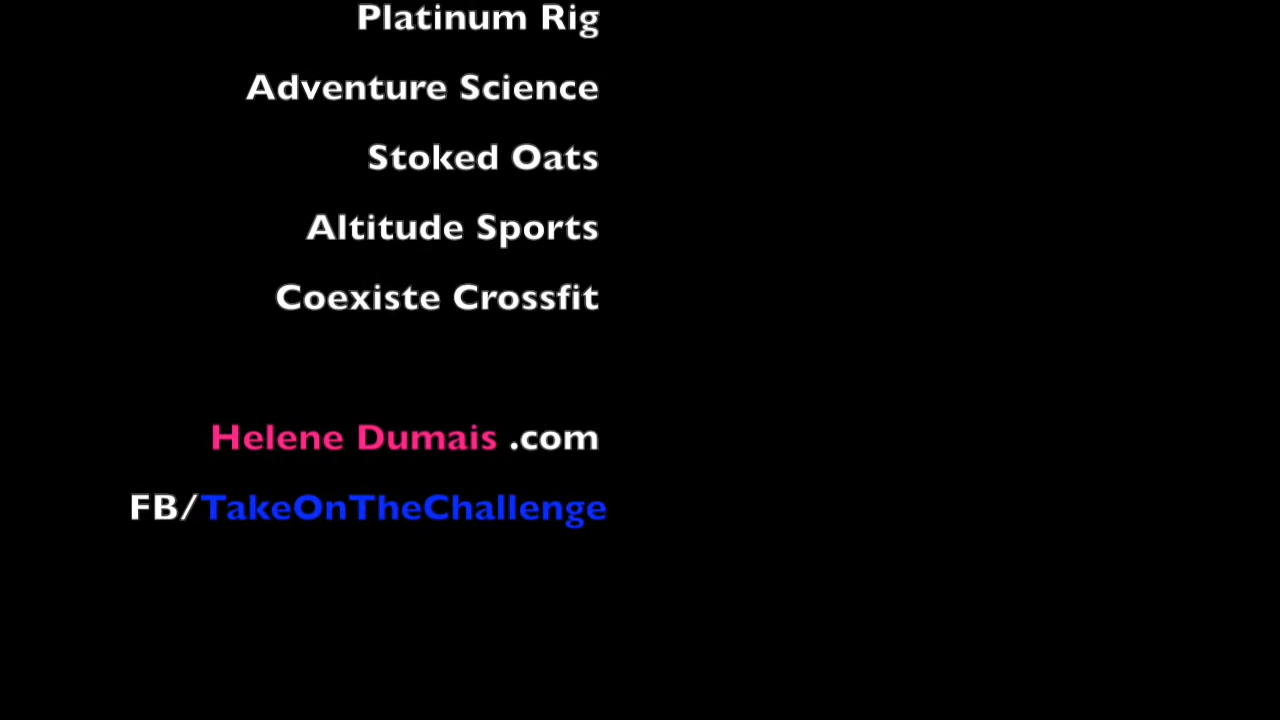 Platinum Rig
Adventure Science
Stoked Oats
Altitude Sports
Coexiste Crossfit
Helene Dumais .com
FB/TakeOnTheChallenge